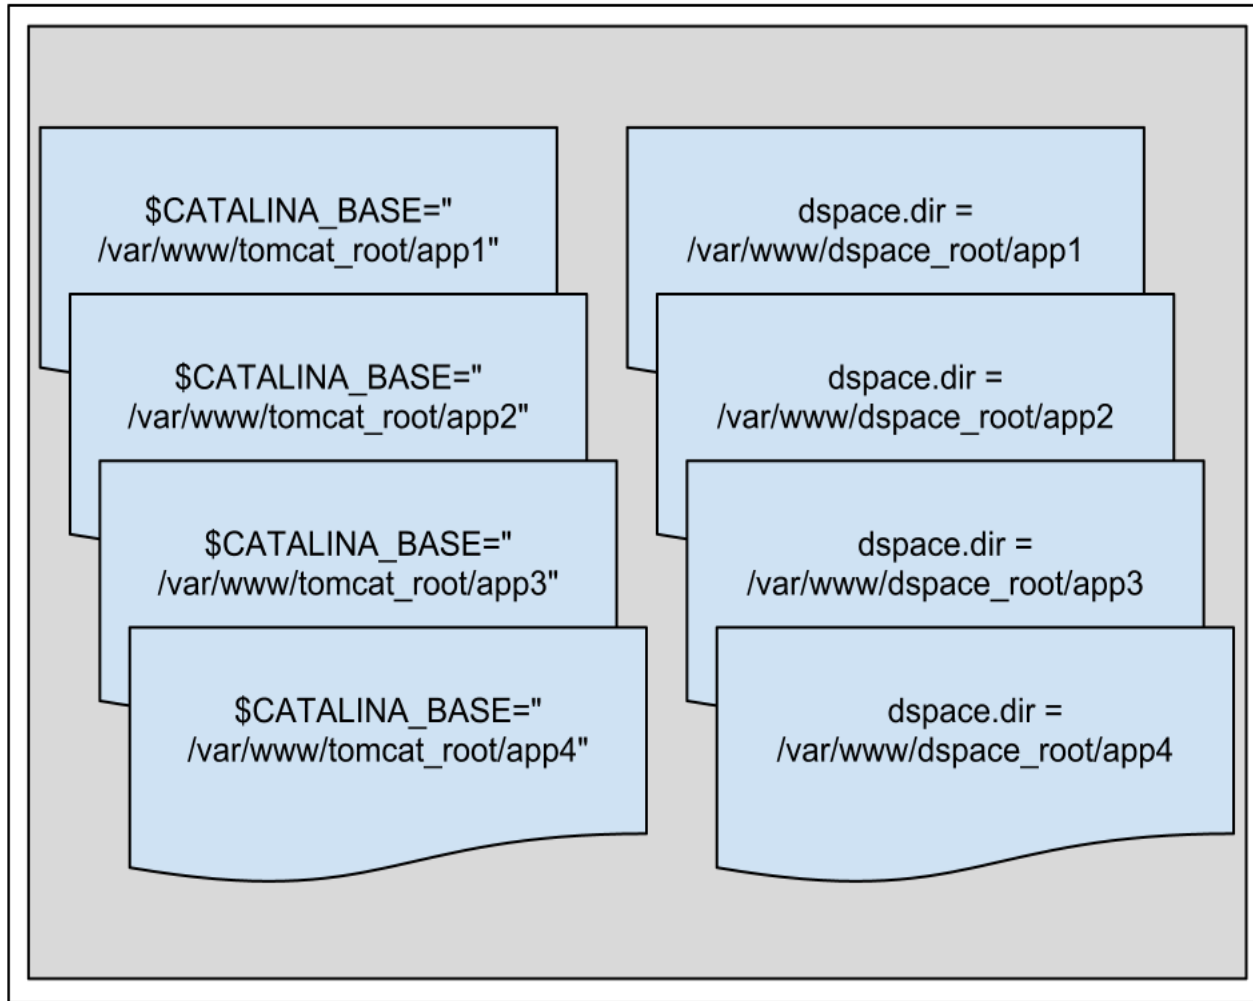 $CATALINA_BASE="
/var/www/tomcat_root/app1"
$CATALINA_BASE="
/var/www/tomcat_root/app2"
$CATALINA_BASE="
/var/www/tomcat_root/app3"
$CATALINA_BASE="
/var/www/tomcat_root/app4"
dspace.dir =
/var/www/dspace_root/app1
dspace.dir =
/var/www/dspace_root/app2
dspace.dir =
/var/www/dspace_root/app3
dspace.dir =
/var/www/dspace_root/app4